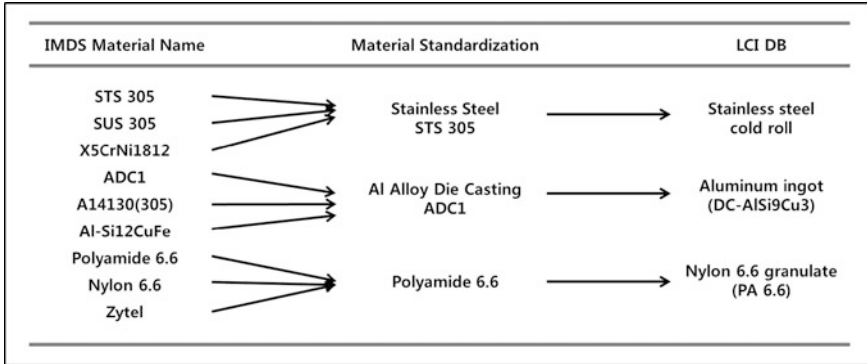 IMDS Material Name
Material Standardization
LCI DB
STS 305
SUS 305
X5CrNi1812
Stainless Steel
STS 305
Stainless steel
cold roll
ADC1
A14130(305)
Al-Si12CuFe
Al Alloy Die Casting
ADC1
Aluminum ingot
(DC-AlSi9Cu3)
Polyamide 6.6
Nylon 6.6
Zytel
Polyamide 6.6
Nylon 6.6 granulate
(PA 6.6)